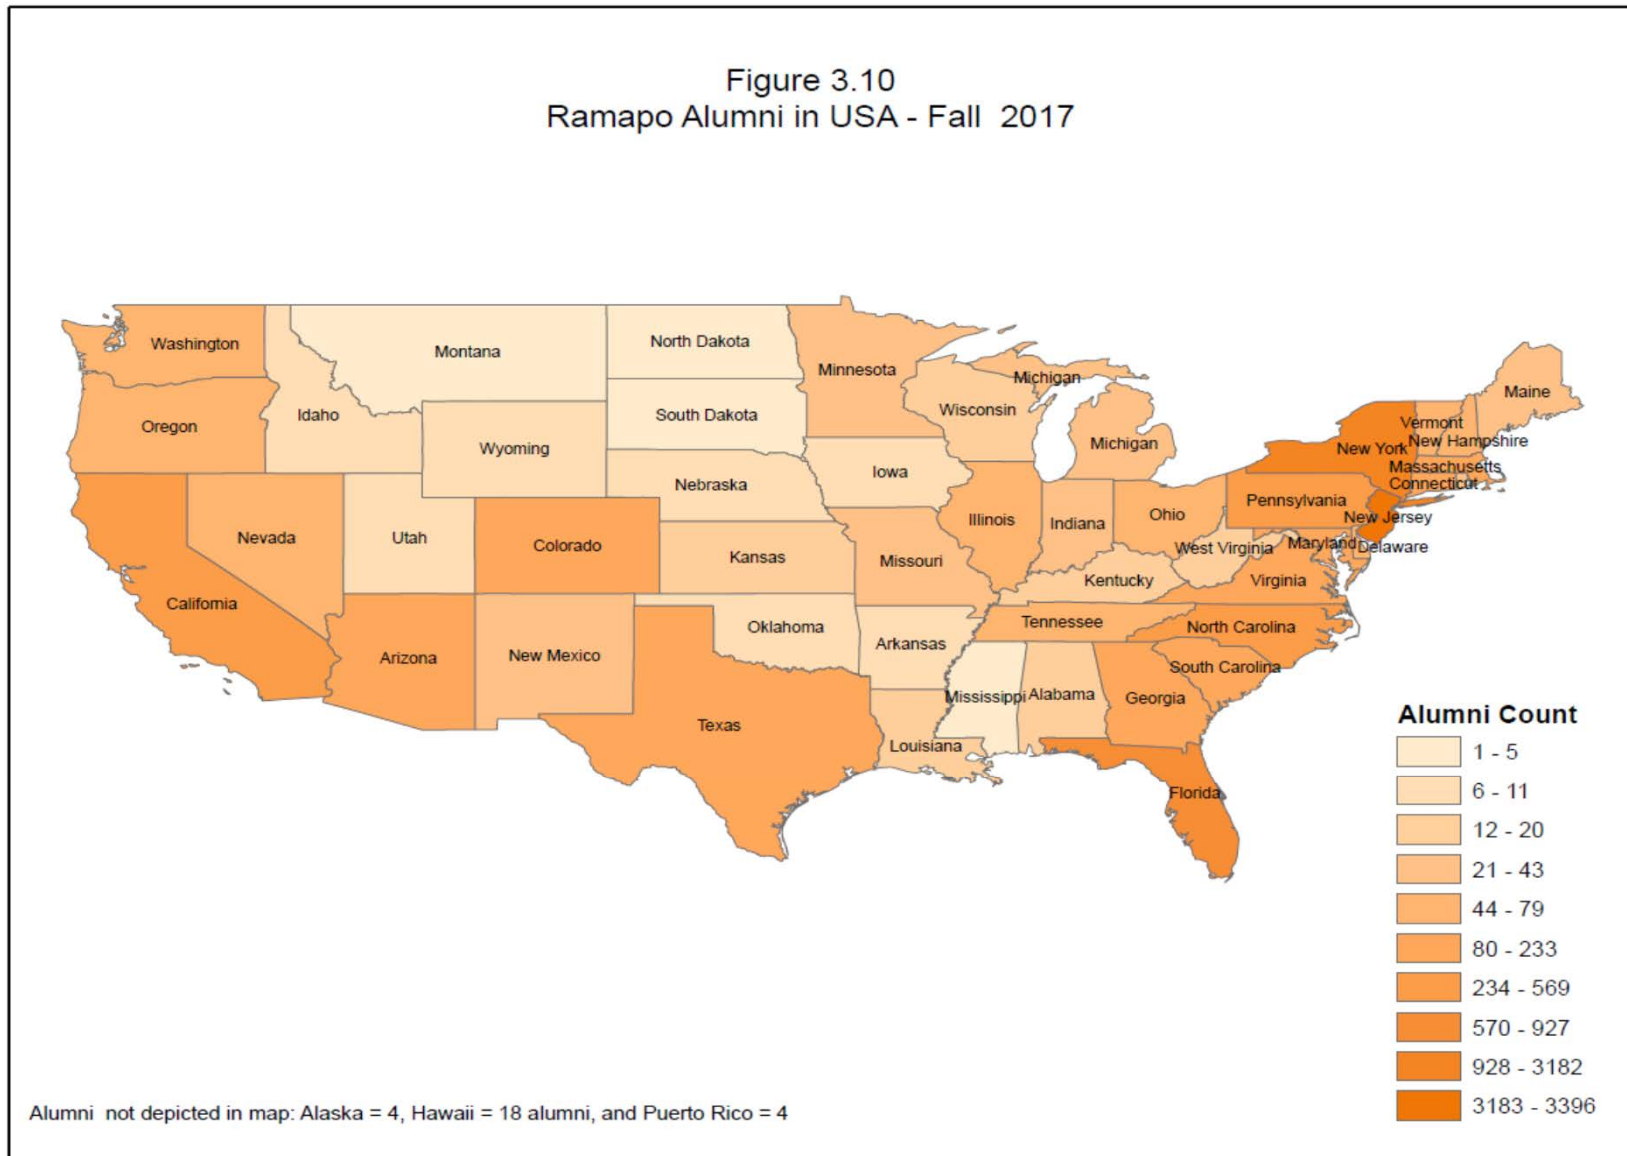 Figure 3.10
Ramapo Alumni in USA - Fall  2017
Washington
Montana
North Dakota
Minnesota
Michigan
Maine
Oregon
Idaho
South Dakota
Wisconsin
Michigan
Vermont
New Hampshire
New York
Wyoming
Nebraska
Iowa
Massachusetts
Connecticut
Pennsylvania
New Jersey
Nevada
Utah
Colorado
Kansas
Missouri
Illinois
Indiana
Ohio
West Virginia
Maryland
Delaware
California
Kentucky
Virginia
Arizona
New Mexico
Oklahoma
Arkansas
Tennessee
North Carolina
South Carolina
Texas
Louisiana
Mississippi
Alabama
Georgia
Florida
Alumni Count
1 - 5
6 - 11
12 - 20
21 - 43
44 - 79
80 - 233
234 - 569
570 - 927
928 - 3182
3183 - 3396
Alumni  not depicted in map: Alaska = 4, Hawaii = 18 alumni, and Puerto Rico = 4